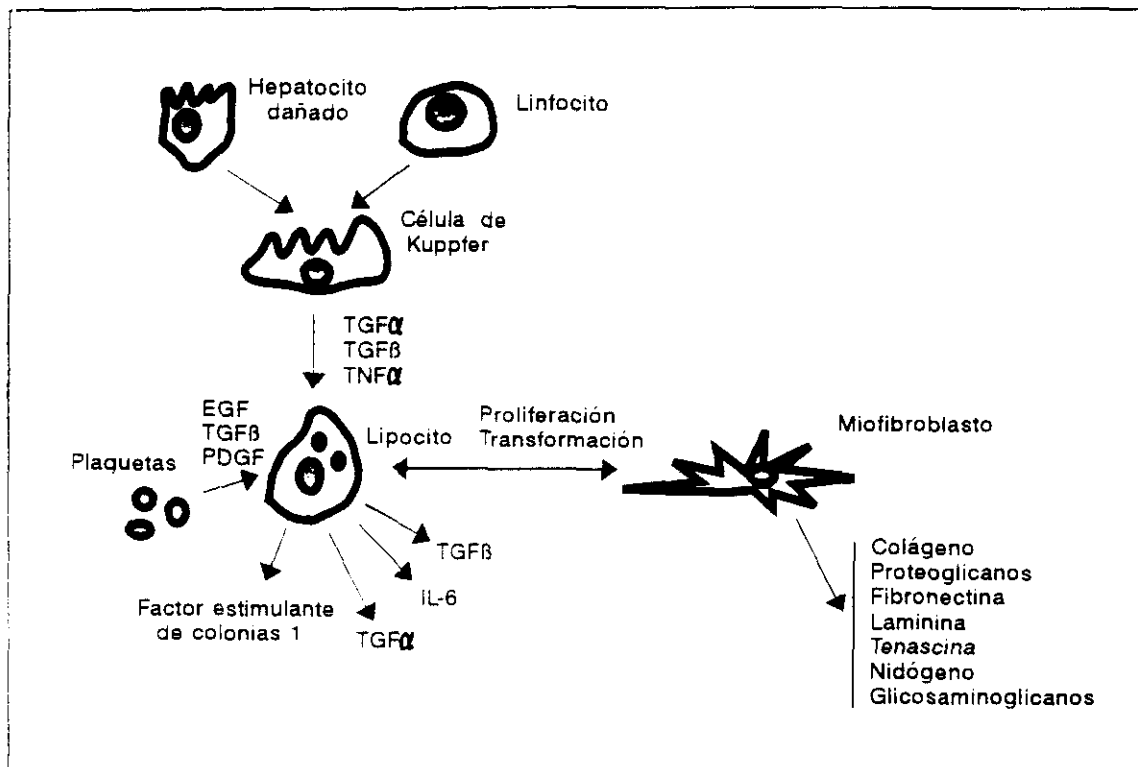 Hepatocito
dañado
Linfocito
Célula de
Kuppfer
TGFα
TGFß
TNFα
EGF
TGFß
PDGF
Plaquetas
Lipocito
Proliferación
Transformación
Miofibroblasto
TGFß
IL-6
TGFα
Factor estimulante
de colonias 1
Colágeno
Proteoglicanos
Fibronectina
Laminina
Tenascina
Nidógeno
Glicosaminoglicanos